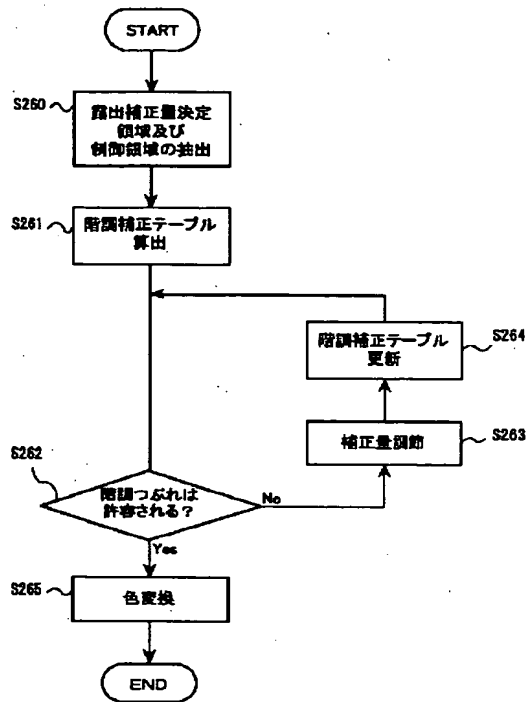 START
S260
露出補正量決定
領域及び
制御領域の抽出
S261
階調補正テーブル
算出
階調補正テーブル
更新
S264
補正量調節
S263
S262
階調つぶれは
許容される？
No
Yes
S265
色変換
END